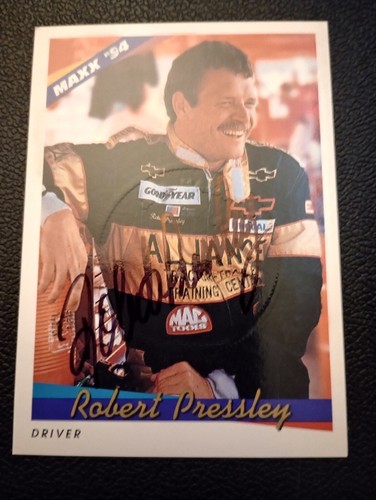 MAXX '94
GOODYEAR
ALLIANCE
TRAINING CENTER
MAC
TOOLS
Robert Pressley
DRIVER